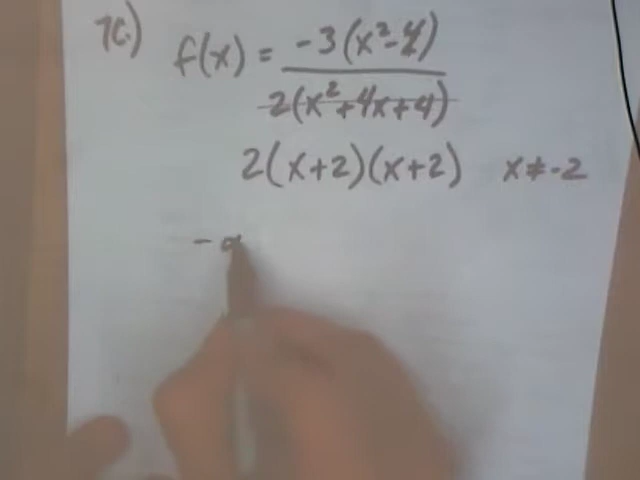 7c.) f(x) = -3(x²-4)
2(x²+4x+4)
2(x+2)(x+2) x≠-2
-